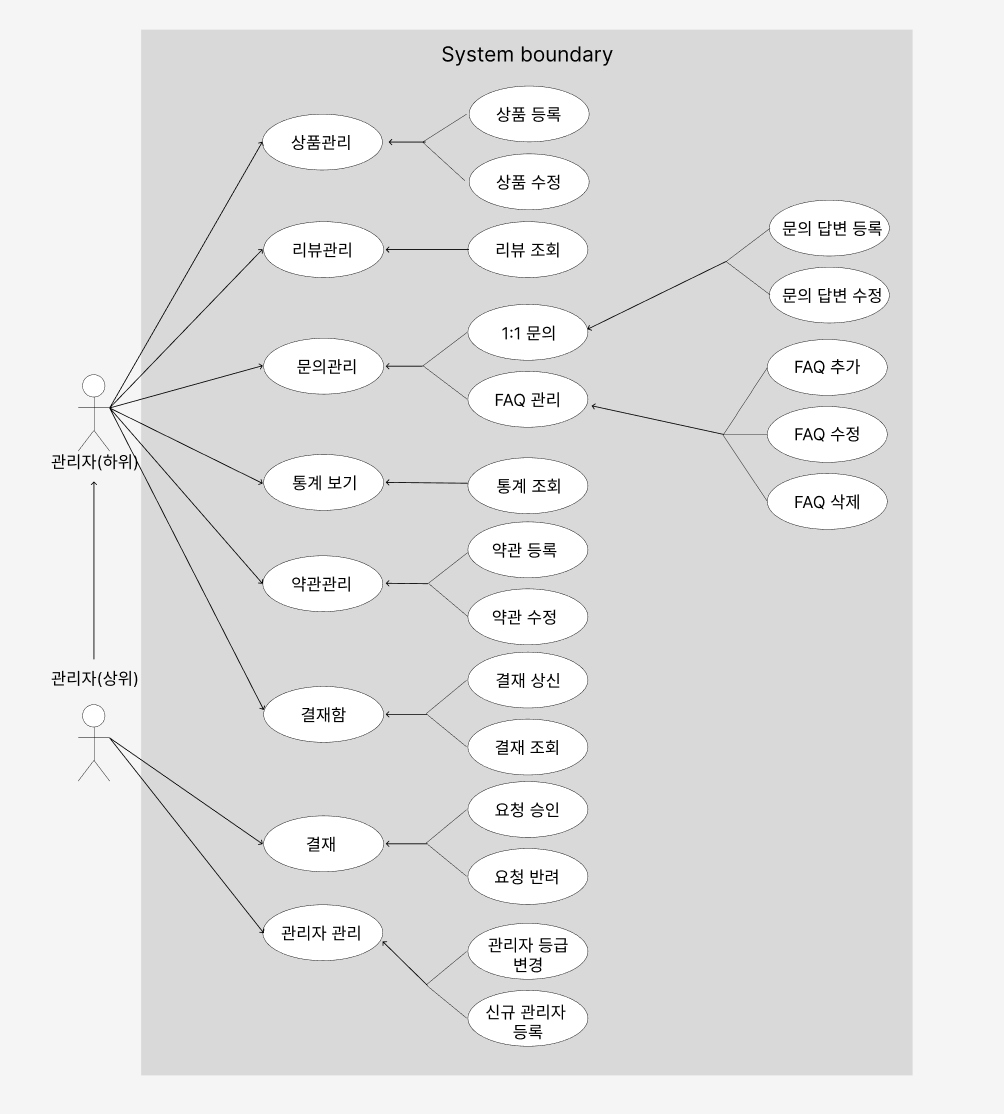 System boundary
상품관리
상품 등록
상품 수정
리뷰관리
리뷰 조회
문의관리
1:1 문의
FAQ 관리
문의 답변 등록
문의 답변 수정
FAQ 추가
FAQ 수정
FAQ 삭제
관리자(하위)
통계 보기
통계 조회
약관관리
약관 등록
약관 수정
관리자(상위)
결재함
결재 상신
결재 조회
결재
요청 승인
요청 반려
관리자 관리
관리자 등급
변경
신규 관리자
등록